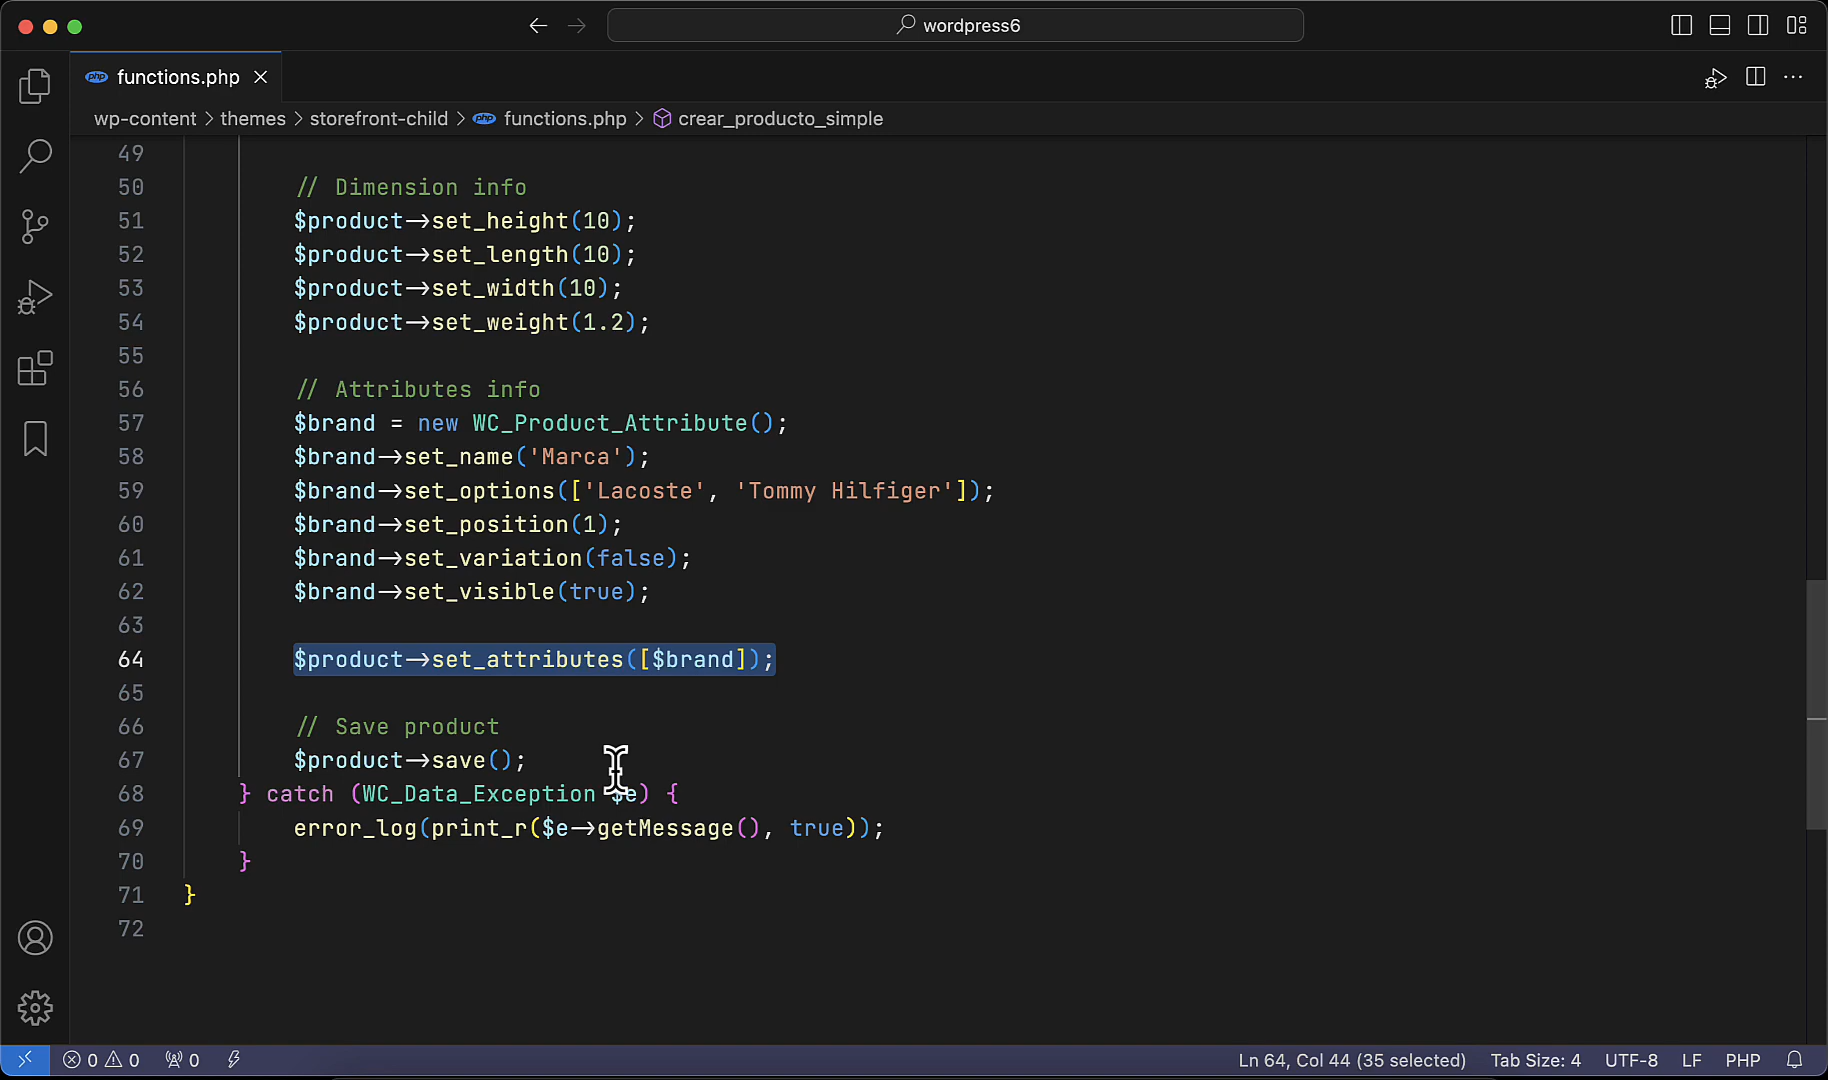 wordpress6
php functions.php
wp-content > themes > storefront-child > php functions.php > crear_producto_simple
49
50 // Dimension info
51 $product->set_height(10);
52 $product->set_length(10);
53 $product->set_width(10);
54 $product->set_weight(1.2);
55
56 // Attributes info
57 $brand = new WC_Product_Attribute();
58 $brand->set_name('Marca');
59 $brand->set_options(['Lacoste', 'Tommy Hilfiger']);
60 $brand->set_position(1);
61 $brand->set_variation(false);
62 $brand->set_visible(true);
63
64 $product->set_attributes([$brand]);
65
66 // Save product
67 $product->save();
68 } catch (WC_Data_Exception $e) {
69 error_log(print_r($e->getMessage(), true));
70 }
71 }
72
0 0 0 Ln 64, Col 44 (35 selected) Tab Size: 4 UTF-8 LF PHP